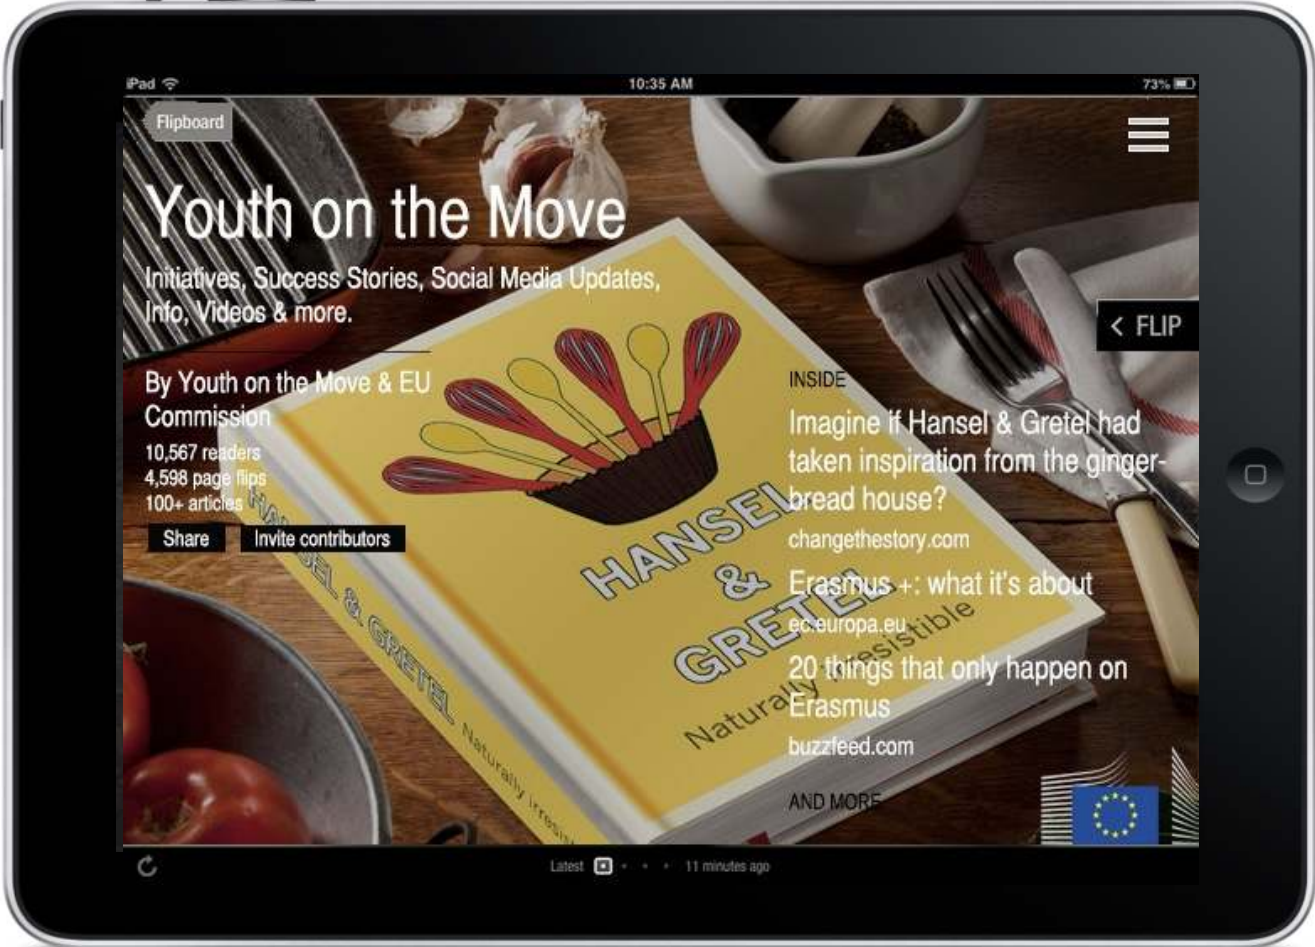 iPad
10:35 AM
73%
Flipboard
Youth on the Move
Initiatives, Success Stories, Social Media Updates,
Info, Videos & more.
< FLIP
By Youth on the Move & EU
Commission
10,567 readers
4,598 page flips
100+ articles
Share
Invite contributors
INSIDE
Imagine if Hansel & Gretel had
taken inspiration from the ginger-
bread house?
changethestory.com
Erasmus +: what it's about
ec.europa.eu
20 things that only happen on
Erasmus
buzzfeed.com
AND MORE
HANSEL
&
GRETEL
Naturally irresistible
HANSEL & GRETEL Naturally irresis
Latest
11 minutes ago